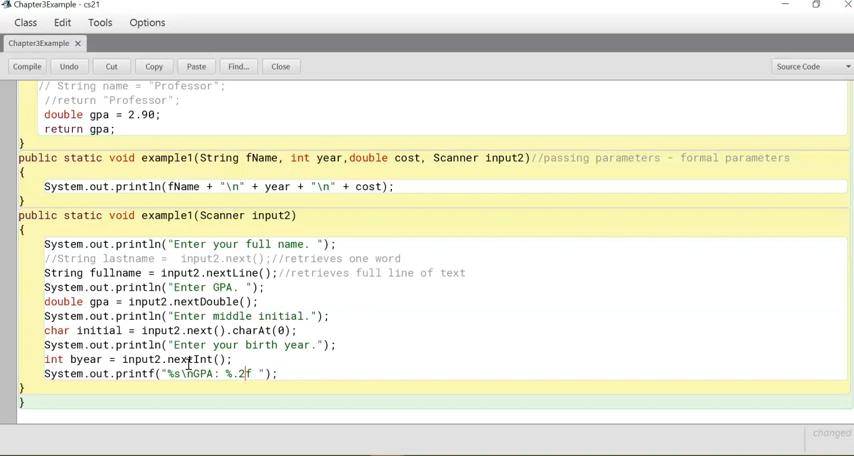 Chapter3Example - cs21
Class Edit Tools Options
Chapter3Example ×
Compile Undo Cut Copy Paste Find... Close Source Code
// String name = "Professor";
//return "Professor";
double gpa = 2.90;
return gpa;
}
public static void example1(String fName, int year,double cost, Scanner input2)//passing parameters - formal parameters
{
System.out.println(fName + "\n" + year + "\n" + cost);
}
public static void example1(Scanner input2)
{
System.out.println("Enter your full name. ");
//String lastname =  input2.next();//retrieves one word
String fullname = input2.nextLine();//retrieves full line of text
System.out.println("Enter GPA. ");
double gpa = input2.nextDouble();
System.out.println("Enter middle initial.");
char initial = input2.next().charAt(0);
System.out.println("Enter your birth year.");
int byear = input2.nextInt();
System.out.printf("%s\nGPA: %.2f ");
}
}
changed